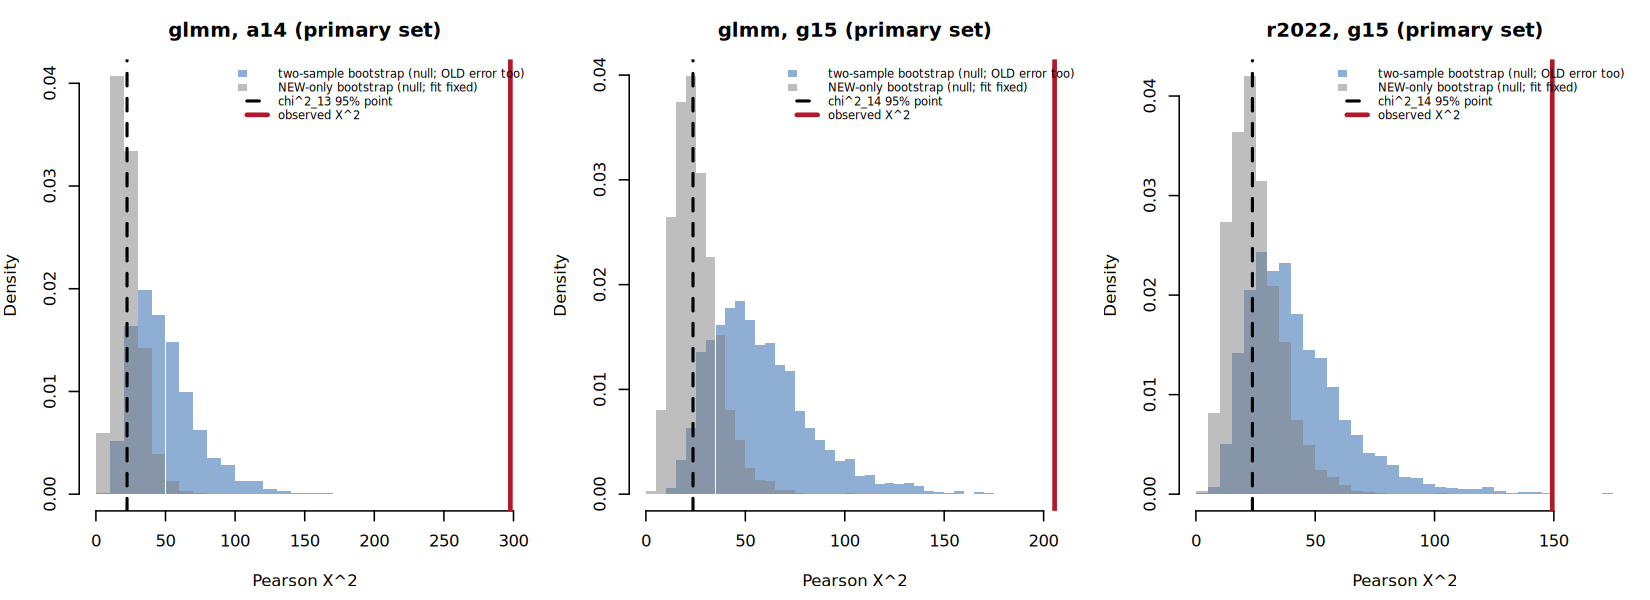 glmm, a14 (primary set)
two-sample bootstrap (null; OLD error too)
NEW-only bootstrap (null; fit fixed)
chi^2_13 95% point
observed X^2
Density
0.00
0.01
0.02
0.03
0.04
0
50
100
150
200
250
300
Pearson X^2
glmm, g15 (primary set)
two-sample bootstrap (null; OLD error too)
NEW-only bootstrap (null; fit fixed)
chi^2_14 95% point
observed X^2
Density
0.00
0.01
0.02
0.03
0.04
0
50
100
150
200
Pearson X^2
r2022, g15 (primary set)
two-sample bootstrap (null; OLD error too)
NEW-only bootstrap (null; fit fixed)
chi^2_14 95% point
observed X^2
Density
0.00
0.01
0.02
0.03
0.04
0
50
100
150
Pearson X^2